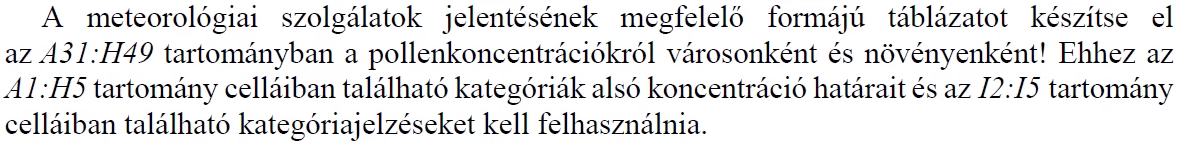 A meteorológiai szolgálatok jelentésének megfelelő formájú táblázatot készítse el
az A31:H49 tartományban a pollenkoncentrációkról városonként és növényenként! Ehhez az
A1:H5 tartomány celláiban található kategóriák alsó koncentráció határait és az I2:I5 tartomány
celláiban található kategóriajelzéseket kell felhasználnia.